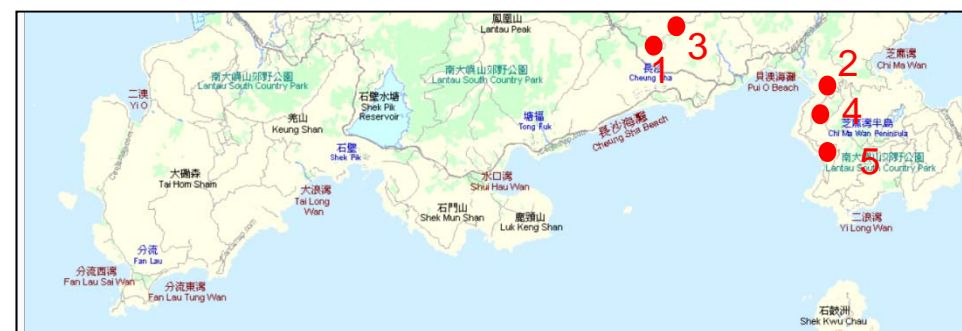 鳳凰山
Lantau Peak
3
1
長沙
Cheung Sha
芝麻灣
Chi Ma Wan
貝澳海灘
Pui O Beach
2
南大嶼山郊野公園
Lantau South Country Park
南大嶼山郊野公園
Lantau South Country Park
二澳
Yi O
石壁水塘
Shek Pik
Reservoir
羗山
Keung Shan
塘福
Tong Fuk
長沙海灘
Cheung Sha Beach
4
芝麻灣半島
Chi Ma Wan Peninsula
石壁
Shek Pik
5
南大嶼山郊野公園
Lantau South Country Park
大磡森
Tai Hom Sham
大浪灣
Tai Long
Wan
水口灣
Shui Hau Wan
石門山
Shek Mun Shan
鹿頸山
Luk Keng Shan
二浪灣
Yi Long Wan
分流
Fan Lau
分流西灣
Fan Lau Sai Wan
分流東灣
Fan Lau Tung Wan
石鼓洲
Shek Kwu Chau